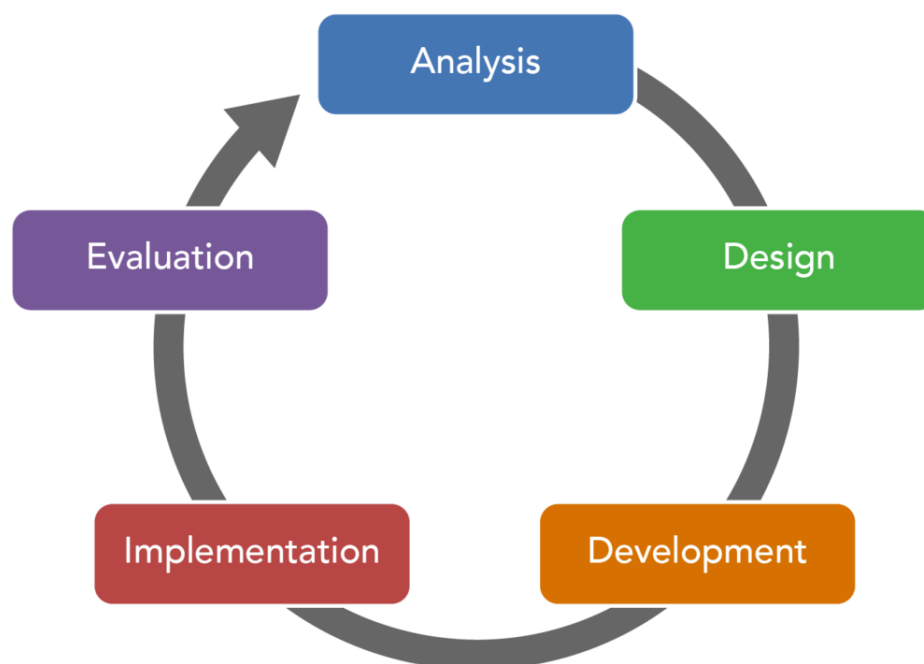 Analysis
Design
Development
Implementation
Evaluation